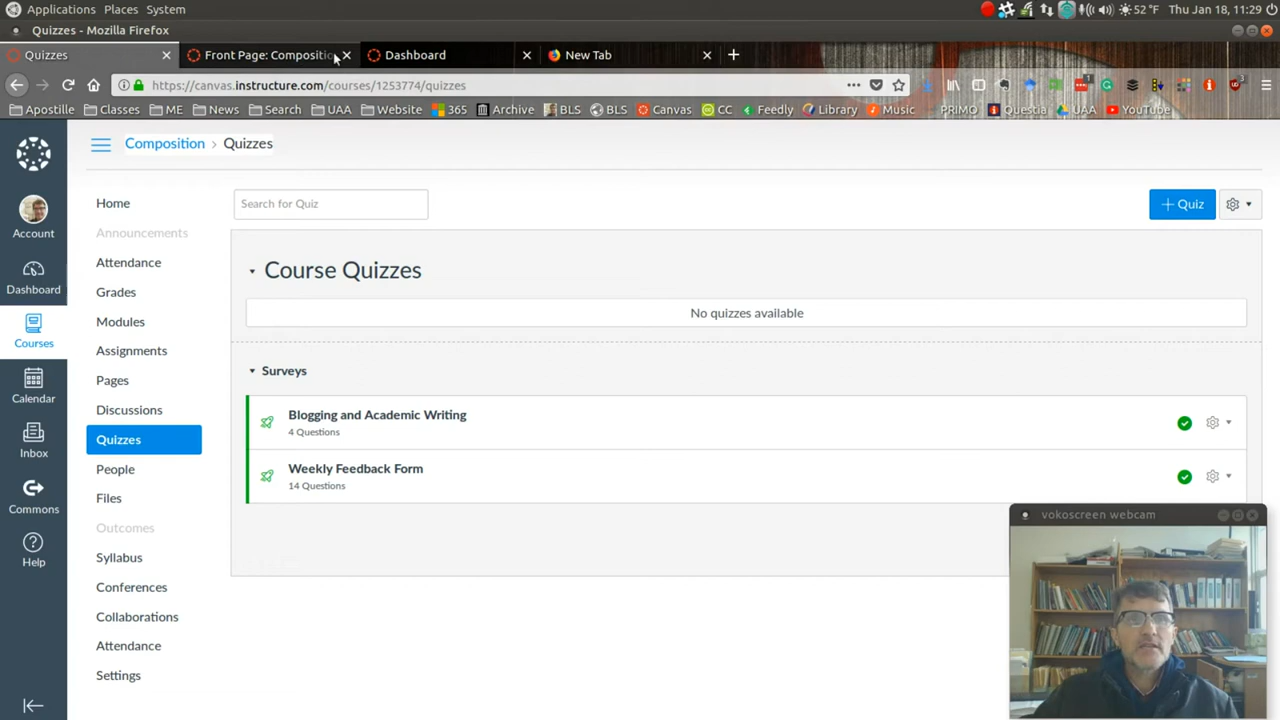 Applications Places System
52 °F Thu Jan 18, 11:29
Quizzes - Mozilla Firefox
Quizzes
Front Page: Compositio
Dashboard
New Tab
https://canvas.instructure.com/courses/1253774/quizzes
Apostille Classes ME News Search UAA Website 365 Archive BLS BLS Canvas CC Feedly Library Music PRIMO Questia UAA YouTube
Composition > Quizzes
Account
Dashboard
Courses
Calendar
Inbox
Commons
Help
Home
Announcements
Attendance
Grades
Modules
Assignments
Pages
Discussions
Quizzes
People
Files
Outcomes
Syllabus
Conferences
Collaborations
Attendance
Settings
Search for Quiz
+ Quiz
Course Quizzes
No quizzes available
Surveys
Blogging and Academic Writing
4 Questions
Weekly Feedback Form
14 Questions
vokoscreen webcam